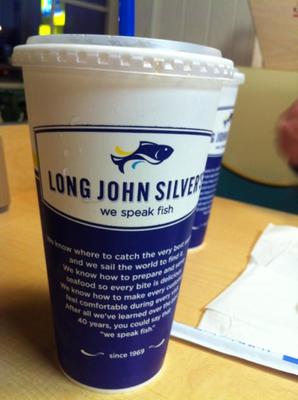 LONG JOHN SILVER'S
we speak fish
We know where to catch the very best
and we sail the world to find it
We know how to prepare and
seafood so every bite is delicious
We know how to make every
feel comfortable during every
After all we've learned over the
40 years, you could say that
"we speak fish."
since 1969